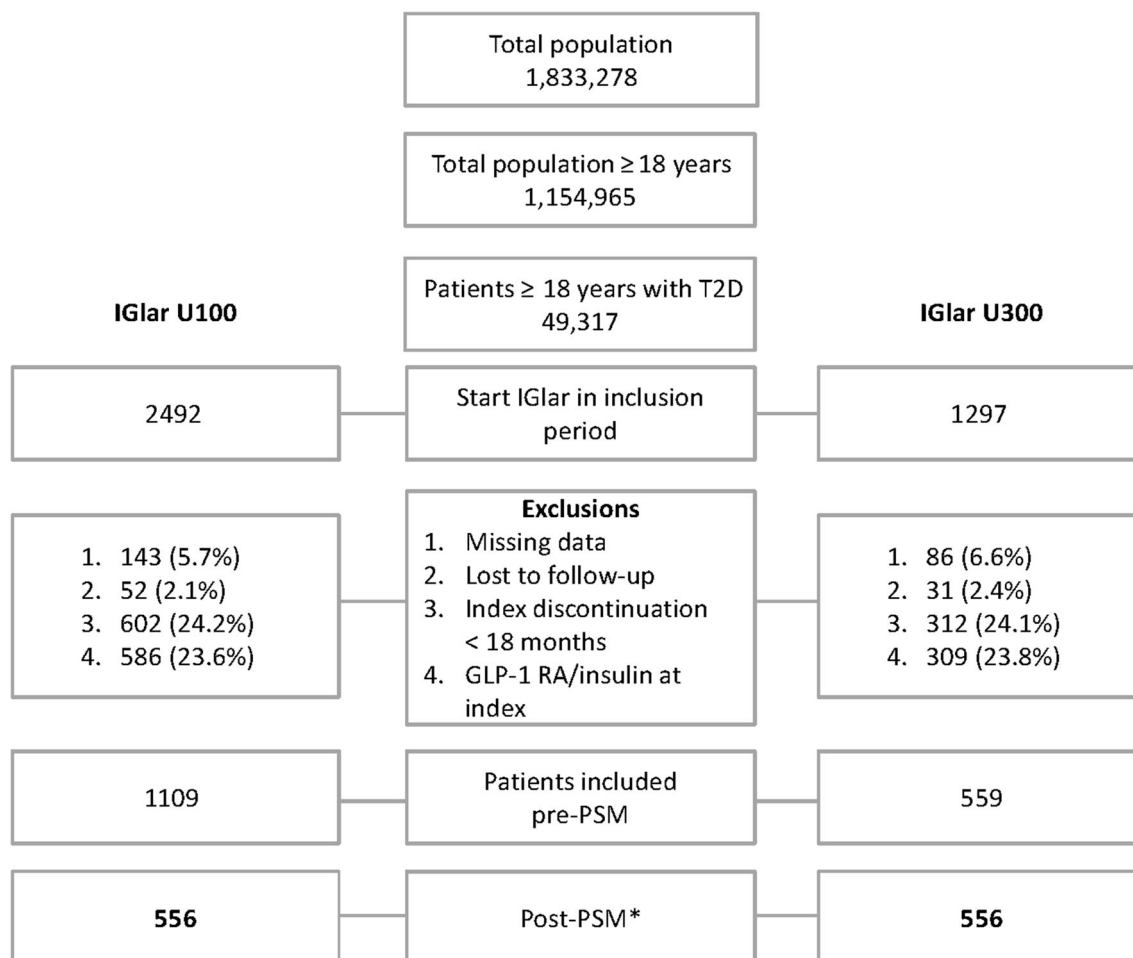 Total population
1,833,278
Total population ≥ 18 years
1,154,965
Patients ≥ 18 years with T2D
49,317
IGlar U100
IGlar U300
2492
Start IGlar in inclusion
period
1297
1. 143 (5.7%)
2. 52 (2.1%)
3. 602 (24.2%)
4. 586 (23.6%)
Exclusions
1. Missing data
2. Lost to follow-up
3. Index discontinuation
< 18 months
4. GLP-1 RA/insulin at
index
1. 86 (6.6%)
2. 31 (2.4%)
3. 312 (24.1%)
4. 309 (23.8%)
1109
Patients included
pre-PSM
559
556
Post-PSM*
556